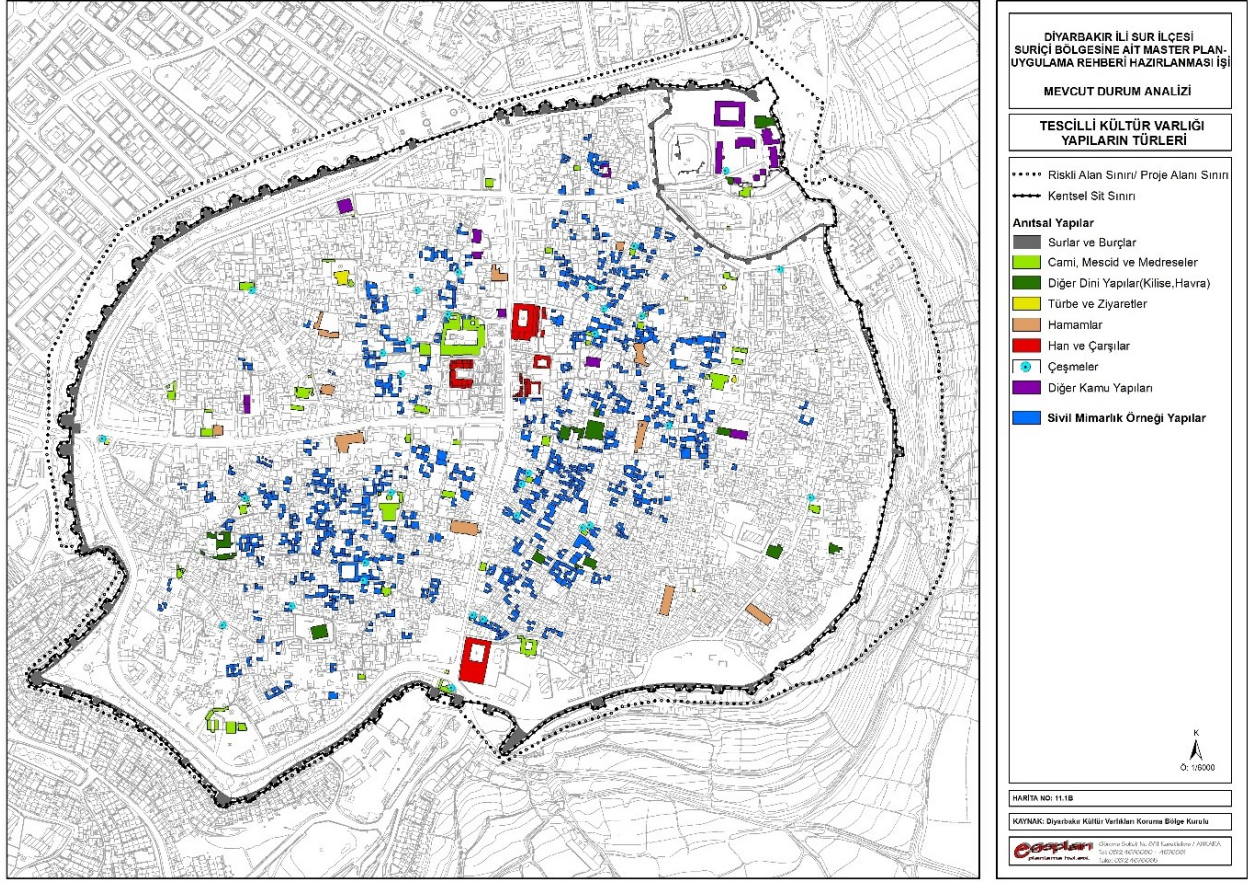 DİYARBAKIR İLİ SUR İLÇESİ
SURİÇİ BÖLGESİNE AİT MASTER PLAN-
UYGULAMA REHBERİ HAZIRLANMASI İŞİ
MEVCUT DURUM ANALİZİ
TESCİLLİ KÜLTÜR VARLIĞI
YAPILARIN TÜRLERİ
Riskli Alan Sınırı/ Proje Alanı Sınırı
Kentsel Sit Sınırı
Anıtsal Yapılar
Surlar ve Burçlar
Cami, Mescid ve Medreseler
Diğer Dini Yapılar(Kilise,Havra)
Türbe ve Ziyaretler
Hamamlar
Han ve Çarşılar
Çeşmeler
Diğer Kamu Yapıları
Sivil Mimarlık Örneği Yapılar
K
Ö: 1/6000
HARİTA NO: 11.1B
KAYNAK: Diyarbakır Kültür Varlıkları Koruma Bölge Kurulu
egeplan
planlama ltd.şti.